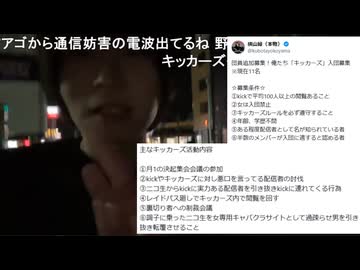 アゴから通信妨害の電波出てるね 野
キッカーズ
横山緑(本物)
@kubotayokoyama
団員追加募集！俺たち「キッカーズ」入団募集
※現在11名
☆募集条件☆
①kickで平均100人以上の閲覧あること
②女は入団禁止
③キッカーズルールを必ず遵守すること
④年齢、学歴不問
⑤ある程度配信者として名が知られている者
⑥半数のメンバーが入団に適すると認める者
主なキッカーズ活動内容
①月1の決起集会会議の参加
②kickやキッカーズに対し悪口を言ってる配信者の討伐
③ニコ生からkickに実力ある配信者を引き抜きkickに連れてくる行為
④レイドバス廻しでキッカーズ内で閲覧を回す
⑤裏切り者への制裁会議
⑥調子に乗ったニコ生を女専用キャバクラサイトとして過疎らせ男を引き
抜き転覆させること